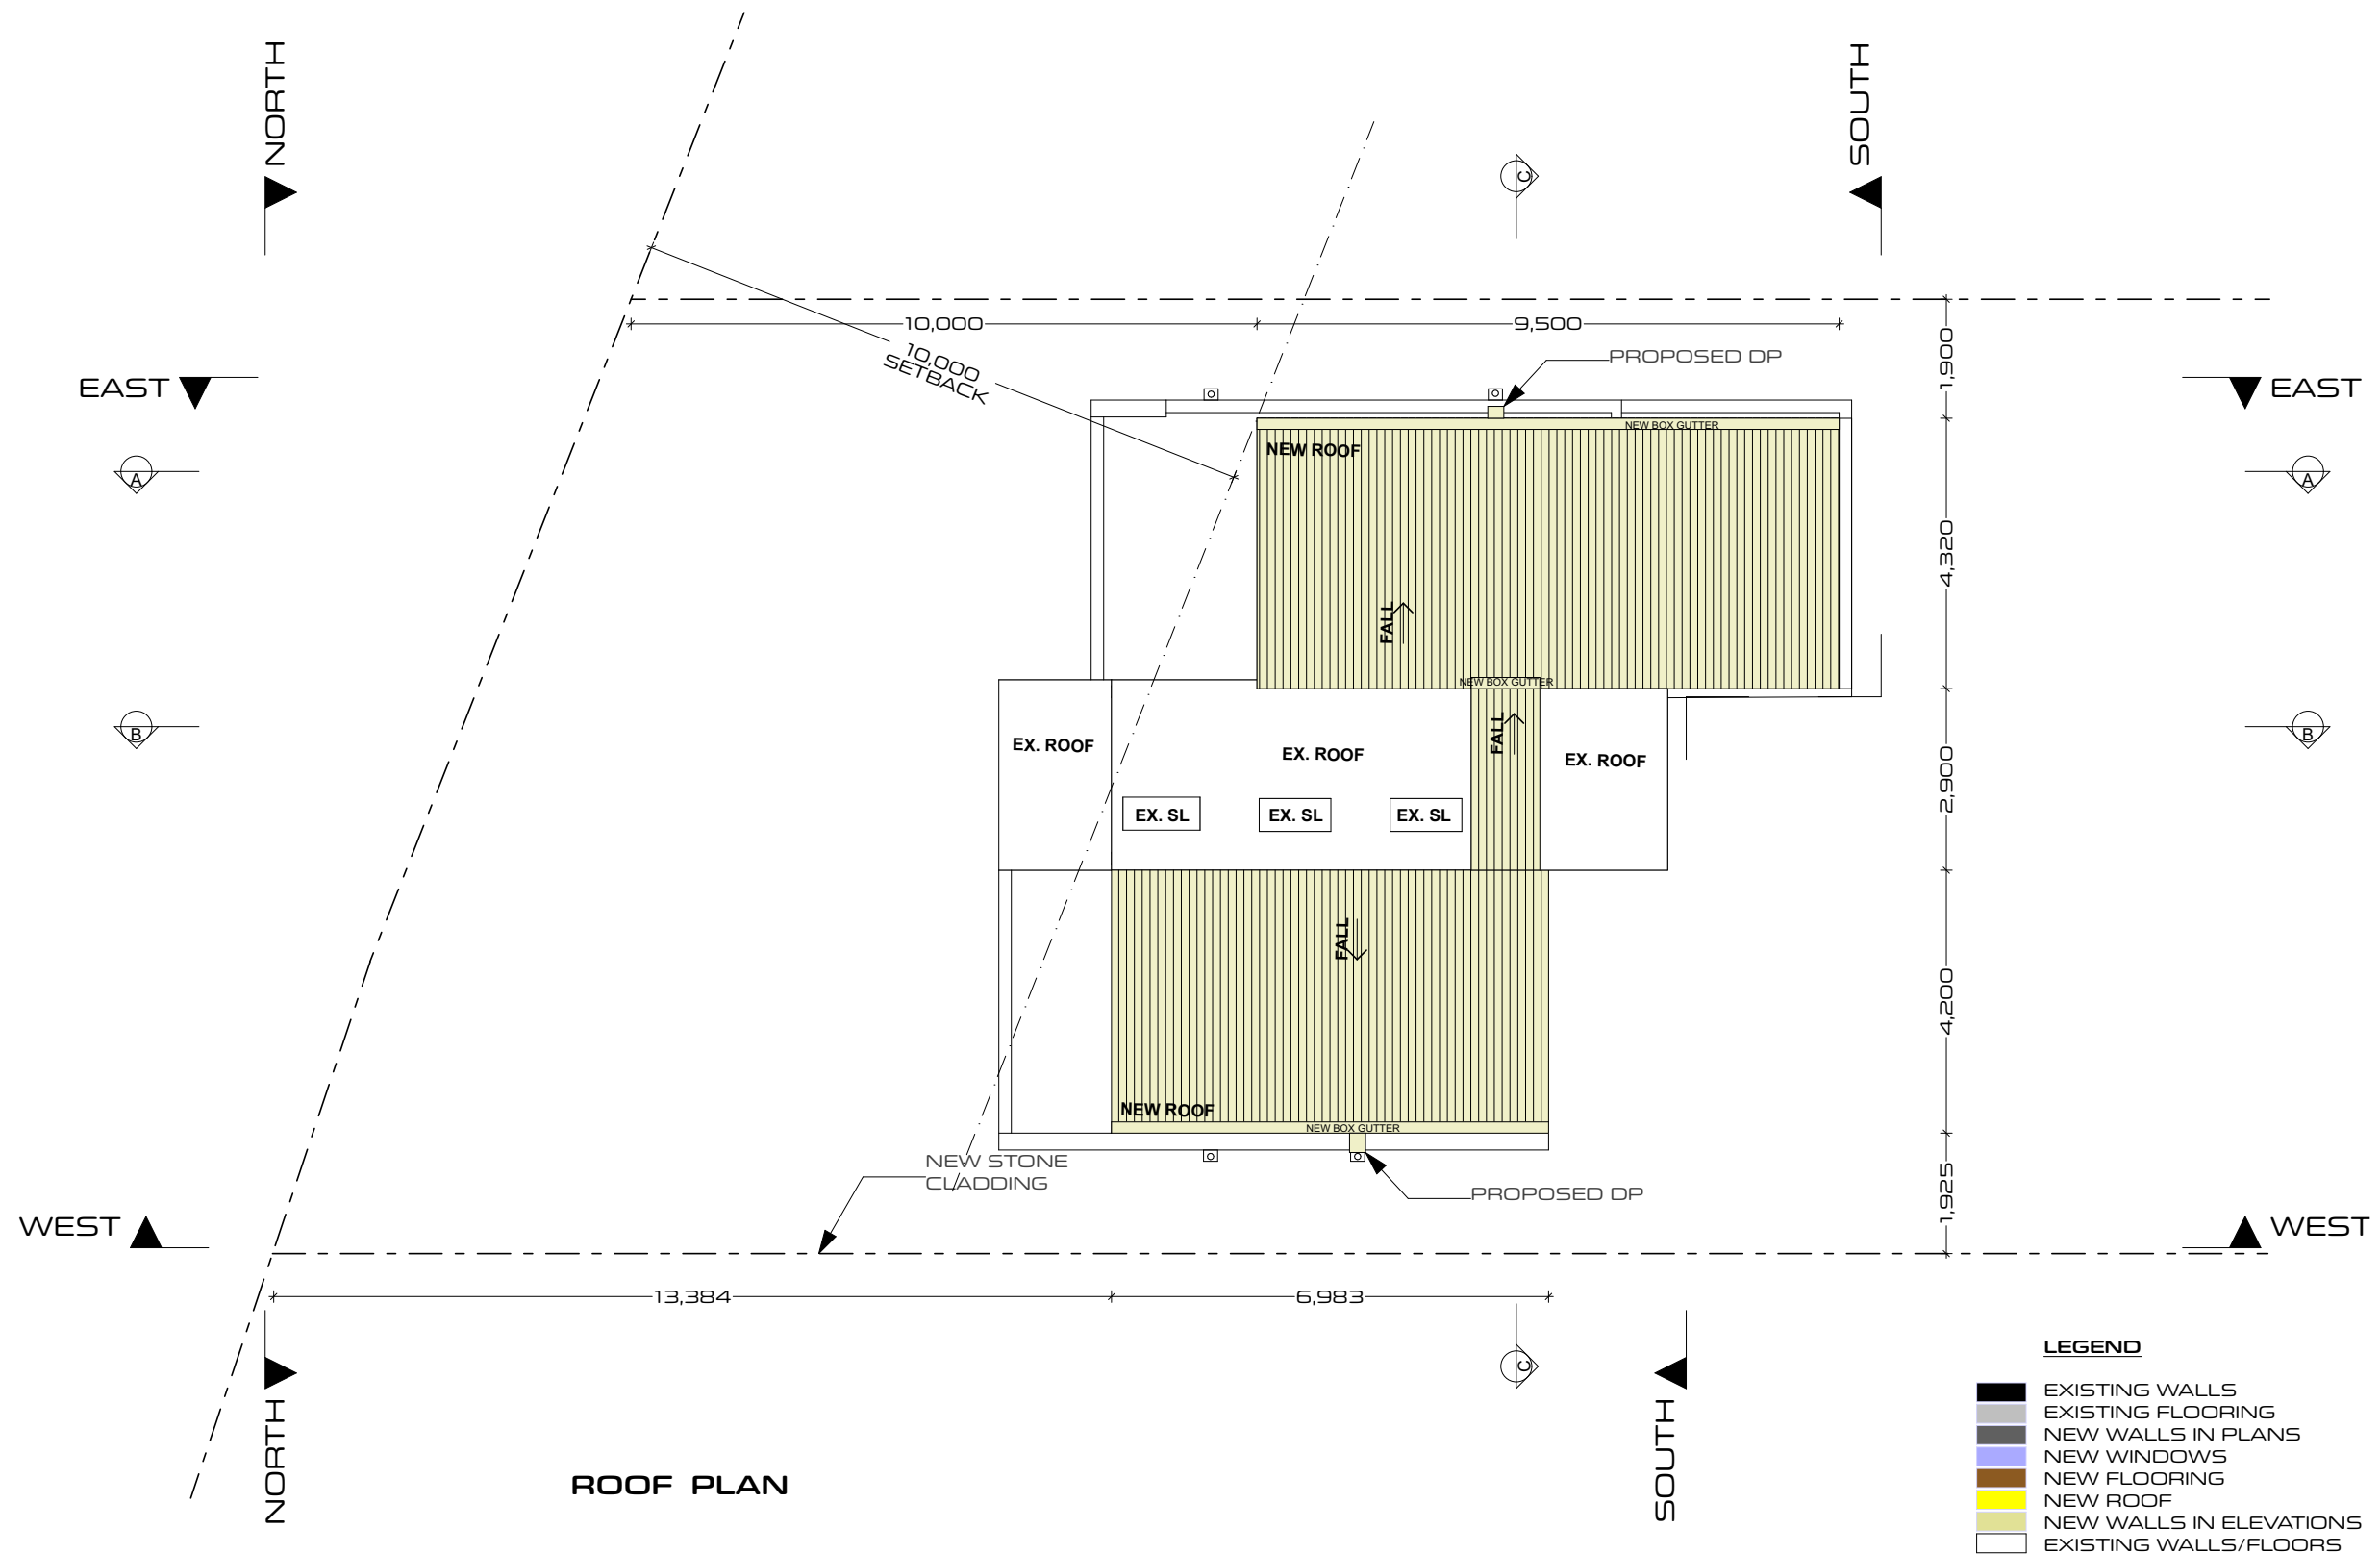 NORTH
SOUTH
C
10,000
9,500
1,900
10,000
SETBACK
PROPOSED DP
EAST
EAST
NEW BOX GUTTER
NEW ROOF
A
A
4,320
FALL
NEW BOX GUTTER
FALL
B
B
EX. ROOF
EX. ROOF
EX. ROOF
2,900
EX. SL
EX. SL
EX. SL
FALL
4,200
NEW ROOF
NEW BOX GUTTER
NEW STONE
CLADDING
PROPOSED DP
1,925
WEST
WEST
13,384
6,983
C
NORTH
SOUTH
ROOF PLAN
LEGEND
EXISTING WALLS
EXISTING FLOORING
NEW WALLS IN PLANS
NEW WINDOWS
NEW FLOORING
NEW ROOF
NEW WALLS IN ELEVATIONS
EXISTING WALLS/FLOORS